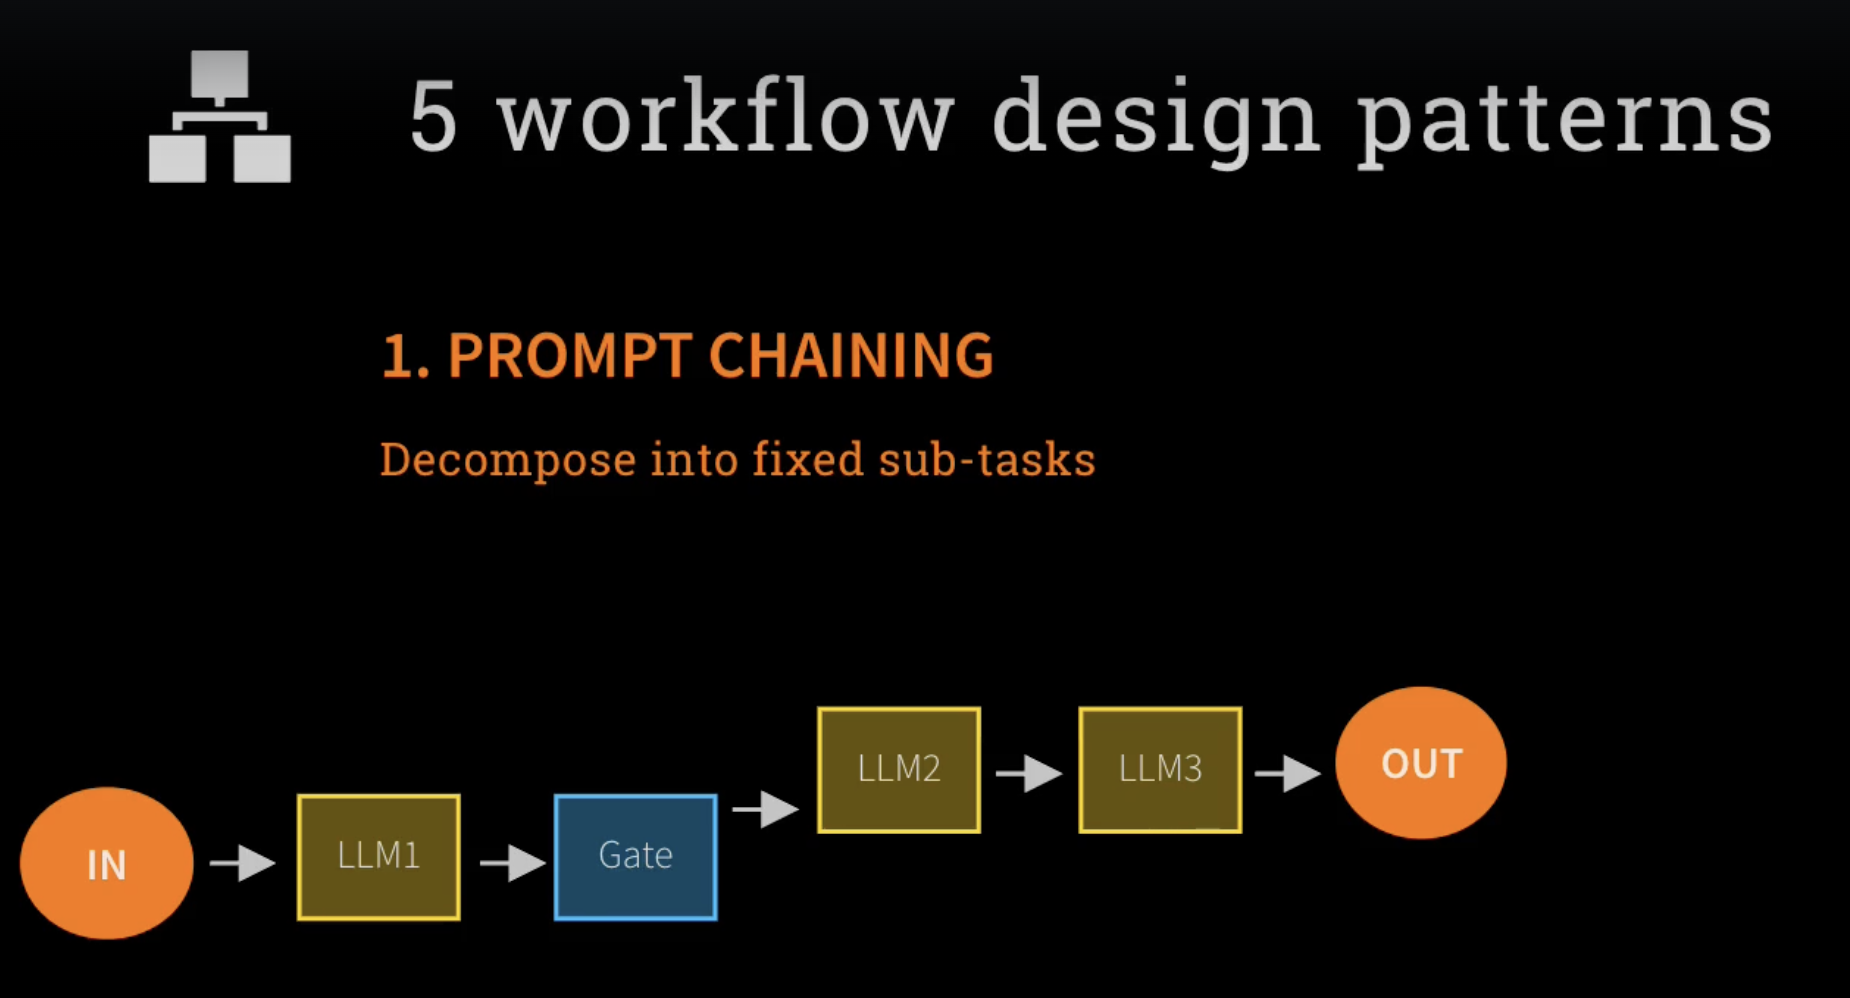 5 workflow design patterns
1. PROMPT CHAINING
Decompose into fixed sub-tasks
IN
LLM1
Gate
LLM2
LLM3
OUT